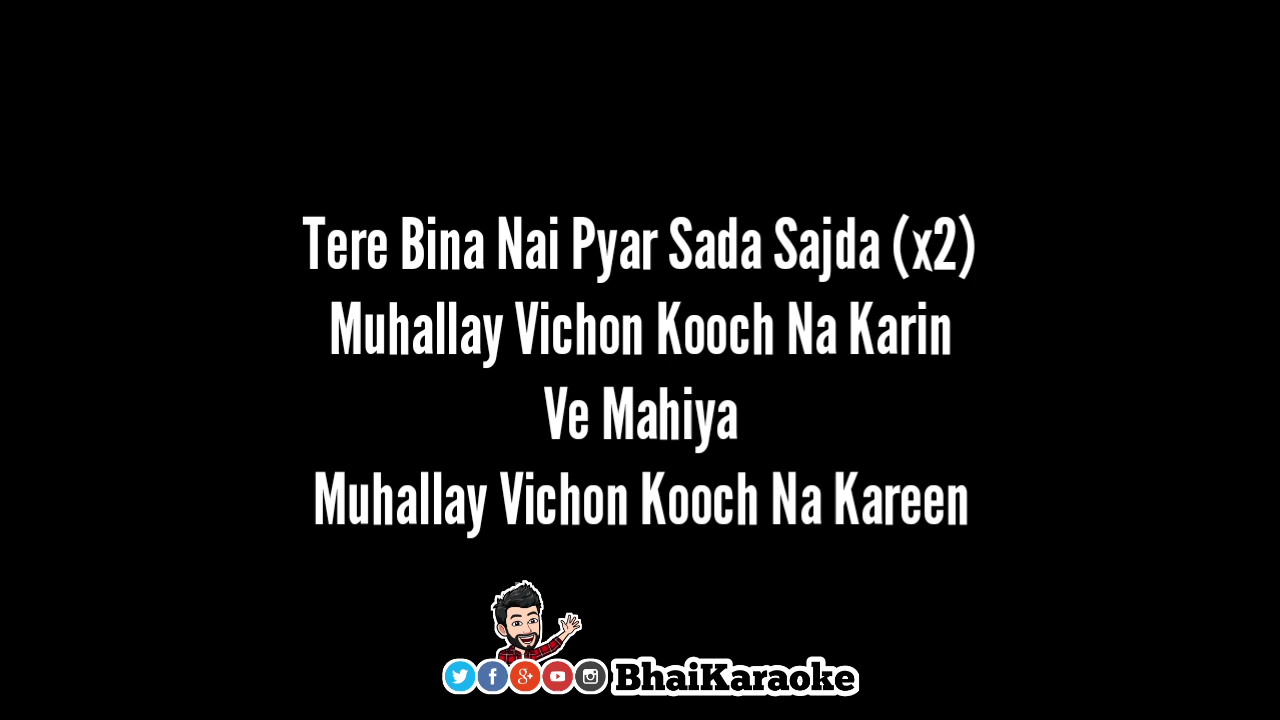 Tere Bina Nai Pyar Sada Sajda (x2)
Muhallay Vichon Kooch Na Karin
Ve Mahiya
Muhallay Vichon Kooch Na Kareen
BhaiKaraoke